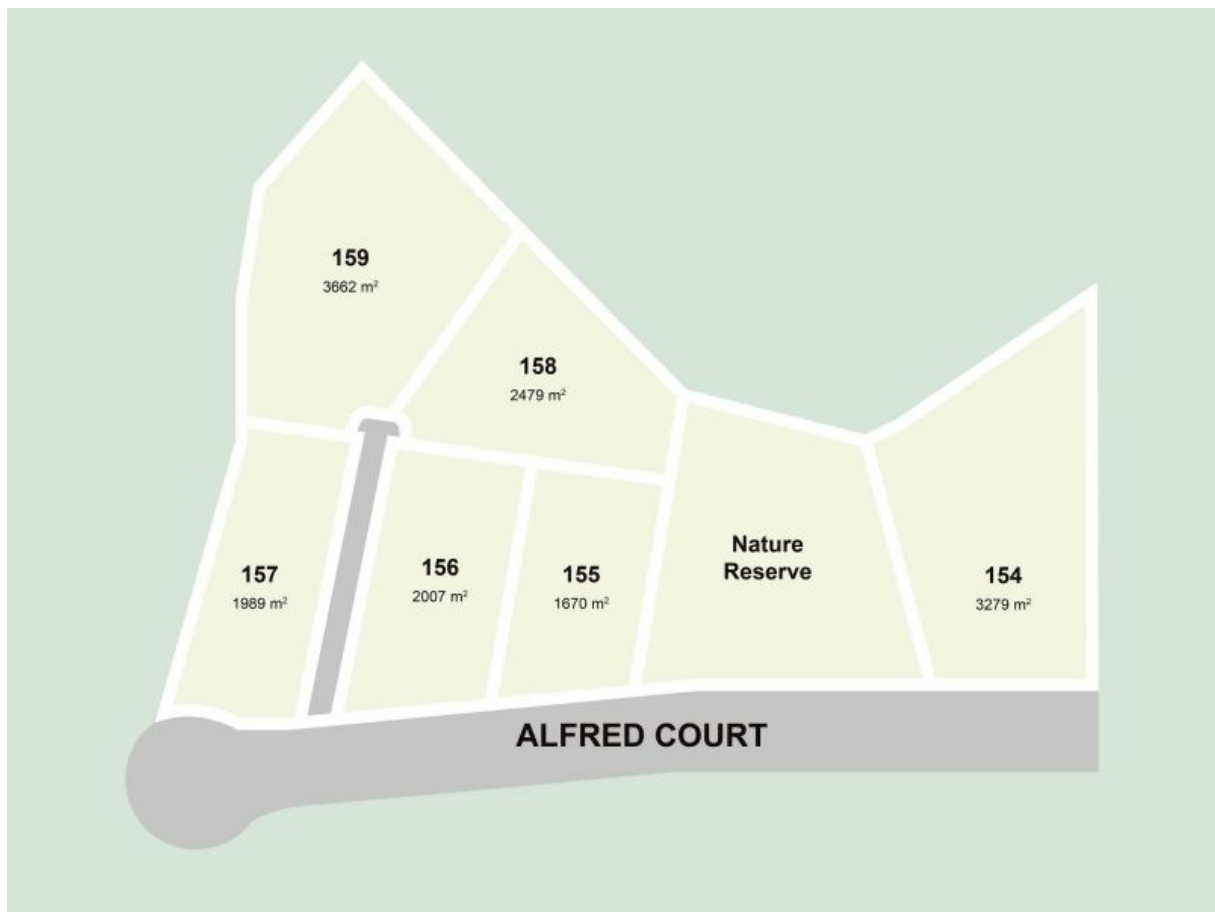 159
3662 m²
158
2479 m²
Nature
Reserve
157
1989 m²
156
2007 m²
155
1670 m²
154
3279 m²
ALFRED COURT